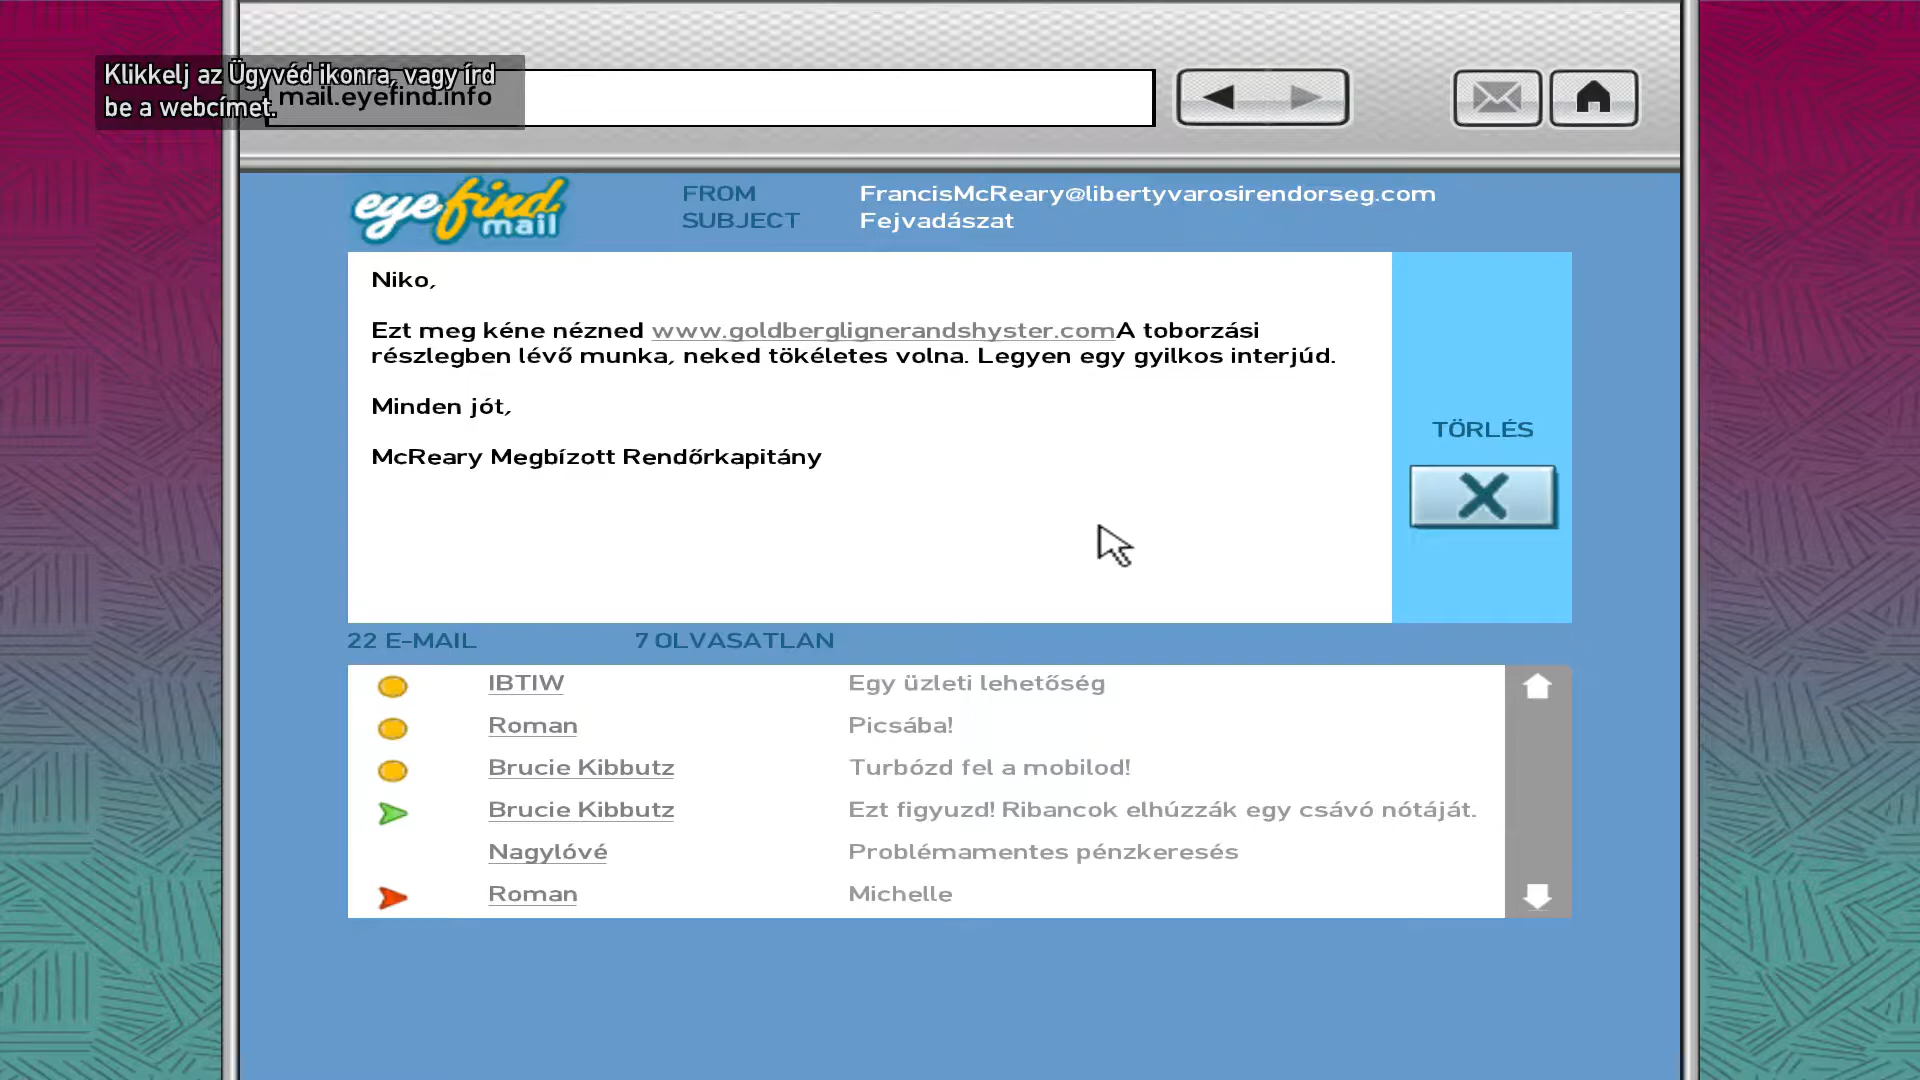 Klikkelj az Ügyvéd ikonra, vagy írd
be a webcímet.
mail.eyefind.info
eyefind
mail
FROM FrancisMcReary@libertyvarosirendorseg.com
SUBJECT Fejvadászat
Niko,
Ezt meg kéne nézned www.goldberglignerandshyster.comA toborzási
részlegben lévő munka, neked tökéletes volna. Legyen egy gyilkos interjúd.
Minden jót,
McReary Megbízott Rendőrkapitány
TÖRLÉS
22 E-MAIL 7 OLVASATLAN
IBTIW Egy üzleti lehetőség
Roman Picsába!
Brucie Kibbutz Turbózd fel a mobilod!
Brucie Kibbutz Ezt figyuzd! Ribancok elhúzzák egy csávó nótáját.
Nagylóvé Problémamentes pénzkeresés
Roman Michelle